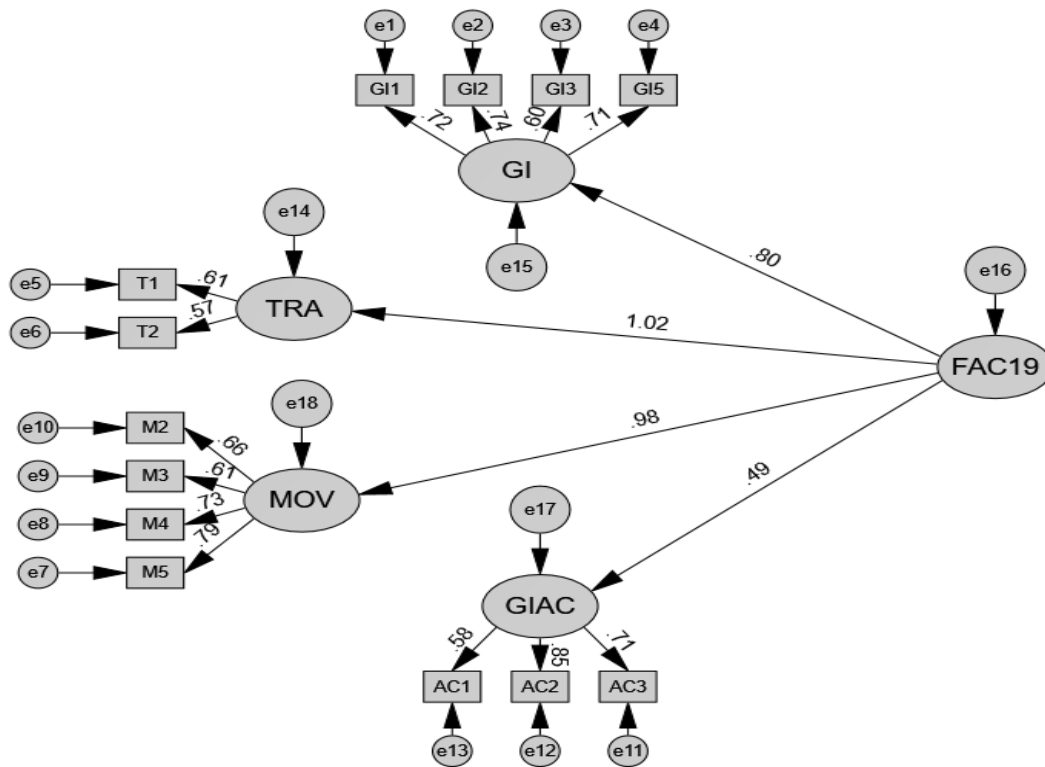 e1 e2 e3 e4
GI1 GI2 GI3 GI5
.72 .74 .60 .71
GI
e14
e15
.80
e16
e5 T1 .61
TRA
e6 T2 .57
1.02
FAC19
e18
e10 M2 .66
.98
e9 M3 .61
.49
MOV
e8 M4 .73
e17
e7 M5 .79
GIAC
.58 .85 .71
AC1 AC2 AC3
e13 e12 e11